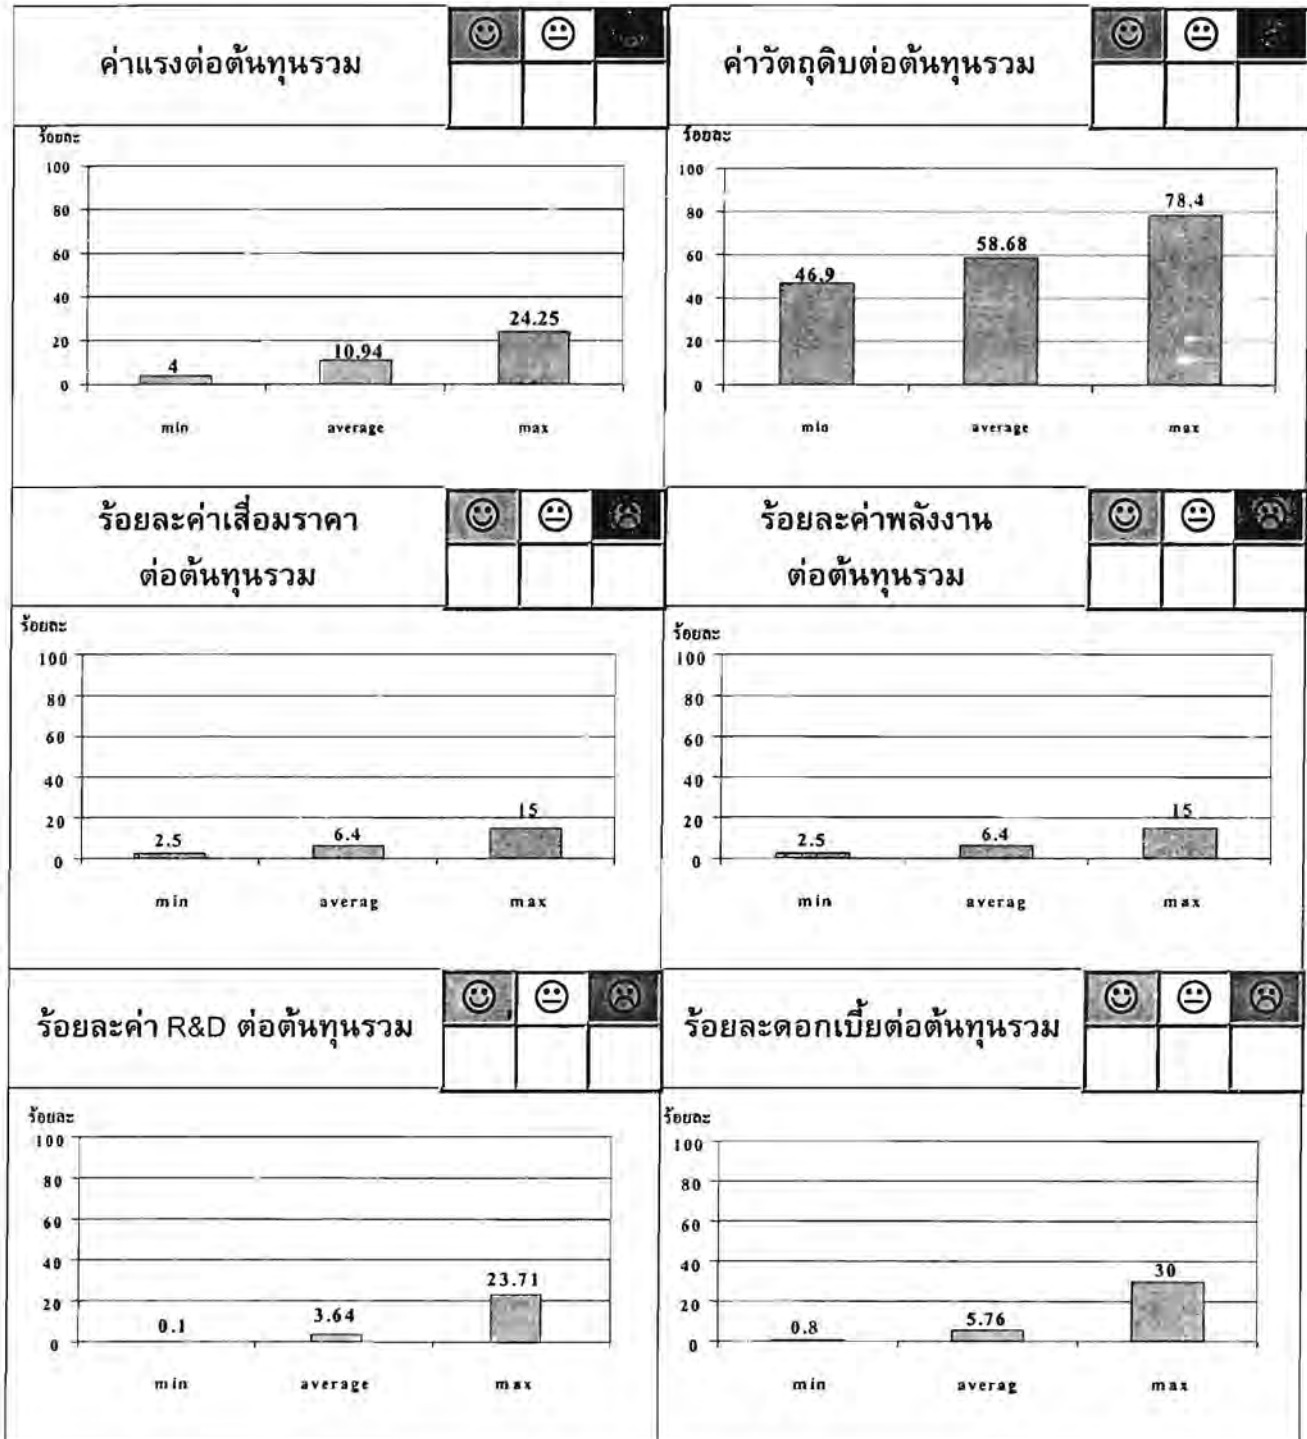 ค่าแรงต่อต้นทุนรวม
ร้อยละ
100
80
60
40
20
0
4
10.94
24.25
min
average
max
ค่าวัตถุดิบต่อต้นทุนรวม
ร้อยละ
100
80
60
40
20
0
46.9
58.68
78.4
min
average
max
ร้อยละค่าเสื่อมราคา
ต่อต้นทุนรวม
ร้อยละ
100
80
60
40
20
0
2.5
6.4
15
min
averag
max
ร้อยละค่าพลังงาน
ต่อต้นทุนรวม
ร้อยละ
100
80
60
40
20
0
2.5
6.4
15
min
averag
max
ร้อยละค่า R&D ต่อต้นทุนรวม
ร้อยละ
100
80
60
40
20
0
0.1
3.64
23.71
min
average
max
ร้อยละดอกเบี้ยต่อต้นทุนรวม
ร้อยละ
100
80
60
40
20
0
0.8
5.76
30
min
averag
max